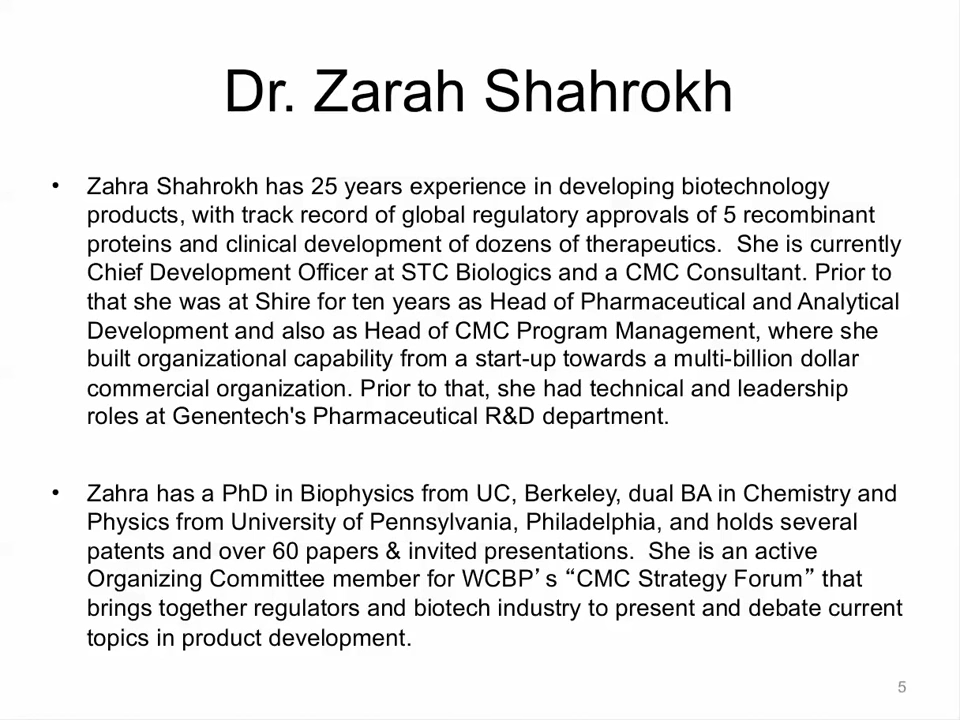 Dr. Zarah Shahrokh
• Zahra Shahrokh has 25 years experience in developing biotechnology
products, with track record of global regulatory approvals of 5 recombinant
proteins and clinical development of dozens of therapeutics.  She is currently
Chief Development Officer at STC Biologics and a CMC Consultant. Prior to
that she was at Shire for ten years as Head of Pharmaceutical and Analytical
Development and also as Head of CMC Program Management, where she
built organizational capability from a start-up towards a multi-billion dollar
commercial organization. Prior to that, she had technical and leadership
roles at Genentech's Pharmaceutical R&D department.
• Zahra has a PhD in Biophysics from UC, Berkeley, dual BA in Chemistry and
Physics from University of Pennsylvania, Philadelphia, and holds several
patents and over 60 papers & invited presentations.  She is an active
Organizing Committee member for WCBP’s “CMC Strategy Forum” that
brings together regulators and biotech industry to present and debate current
topics in product development.
5